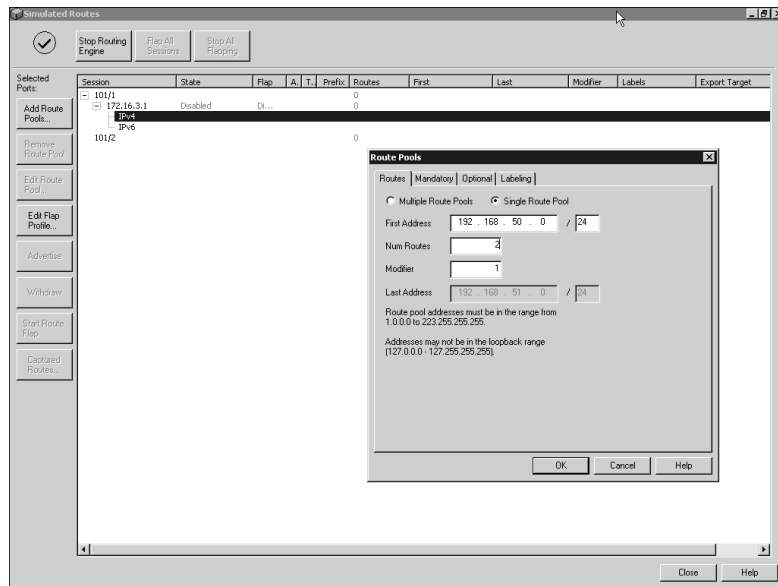 Simulated Routes
Stop Routing Engine
Flap All Sessions
Stop All Flapping
Selected Ports:
Add Route Pools...
Remove Route Pool
Edit Route Pool...
Edit Flap Profile...
Advertise
Withdraw
Start Route Flap
Captured Routes...
Session State Flap A. T. Prefix Routes First Last Modifier Labels Export Target
101/1 0
172.16.3.1 Disabled Di... 0
IPv4
IPv6
101/2 0
Route Pools
Routes Mandatory Optional Labeling
Multiple Route Pools Single Route Pool
First Address 192 . 168 . 50 . 0 / 24
Num Routes 2
Modifier 1
Last Address 192 . 168 . 51 . 0 / 24
Route pool addresses must be in the range from
1.0.0.0 to 223.255.255.255.
Addresses may not be in the loopback range
(127.0.0.0 - 127.255.255.255).
OK Cancel Help
Close Help